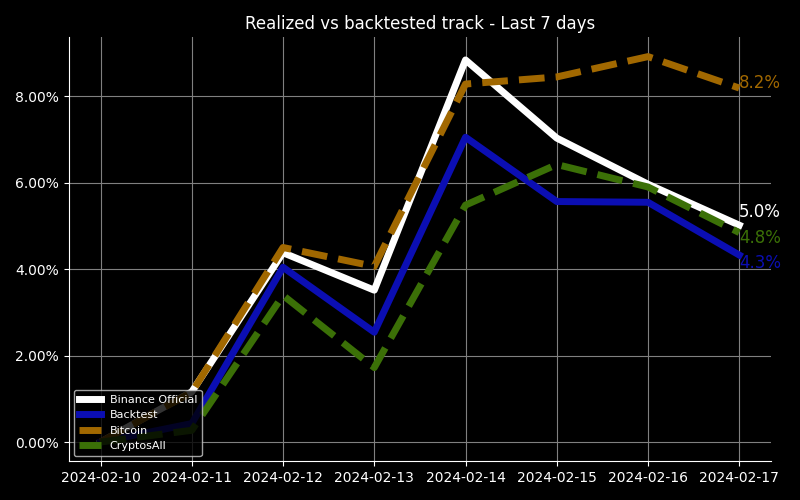 Realized vs backtested track - Last 7 days
8.00%
6.00%
4.00%
2.00%
0.00%
8.2%
5.0%
4.8%
4.3%
Binance Official
Backtest
Bitcoin
CryptosAll
2024-02-10 2024-02-11 2024-02-12 2024-02-13 2024-02-14 2024-02-15 2024-02-16 2024-02-17